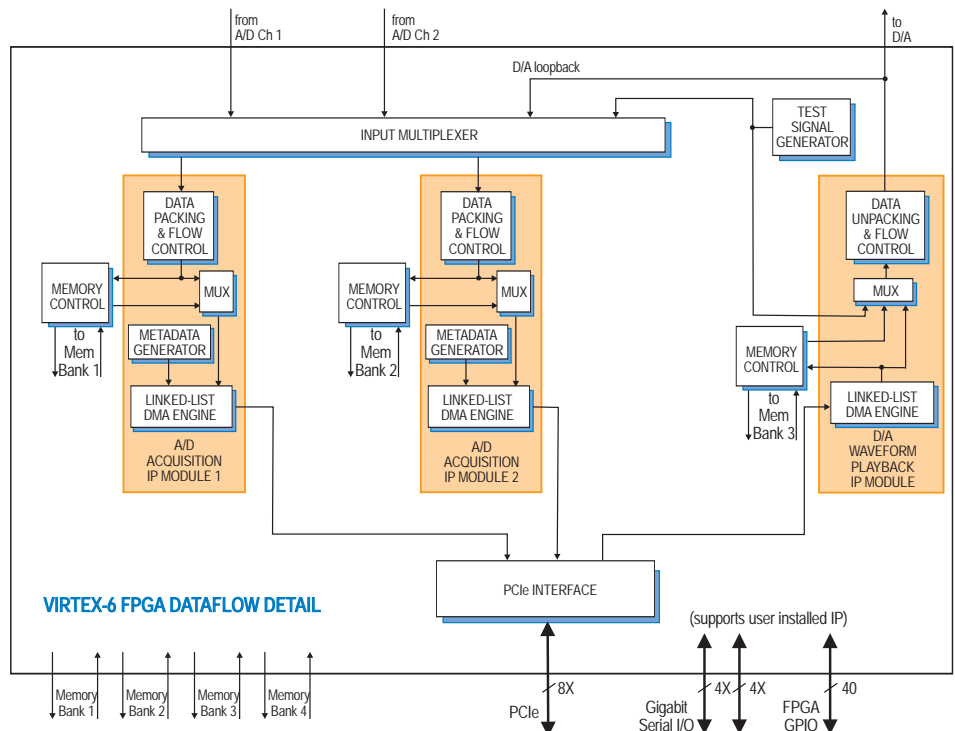 from
A/D Ch 1
from
A/D Ch 2
to
D/A
D/A loopback
INPUT MULTIPLEXER
TEST
SIGNAL
GENERATOR
DATA
PACKING
& FLOW
CONTROL
MEMORY
CONTROL
MUX
to
Mem
Bank 1
METADATA
GENERATOR
LINKED-LIST
DMA ENGINE
A/D
ACQUISITION
IP MODULE 1
DATA
PACKING
& FLOW
CONTROL
MEMORY
CONTROL
MUX
to
Mem
Bank 2
METADATA
GENERATOR
LINKED-LIST
DMA ENGINE
A/D
ACQUISITION
IP MODULE 2
DATA
UNPACKING
& FLOW
CONTROL
MUX
MEMORY
CONTROL
to
Mem
Bank 3
LINKED-LIST
DMA ENGINE
D/A
WAVEFORM
PLAYBACK
IP MODULE
PCIe INTERFACE
VIRTEX-6 FPGA DATAFLOW DETAIL
(supports user installed IP)
Memory
Bank 1
Memory
Bank 2
Memory
Bank 3
Memory
Bank 4
8X
PCIe
4X
4X
Gigabit
Serial I/O
40
FPGA
GPIO